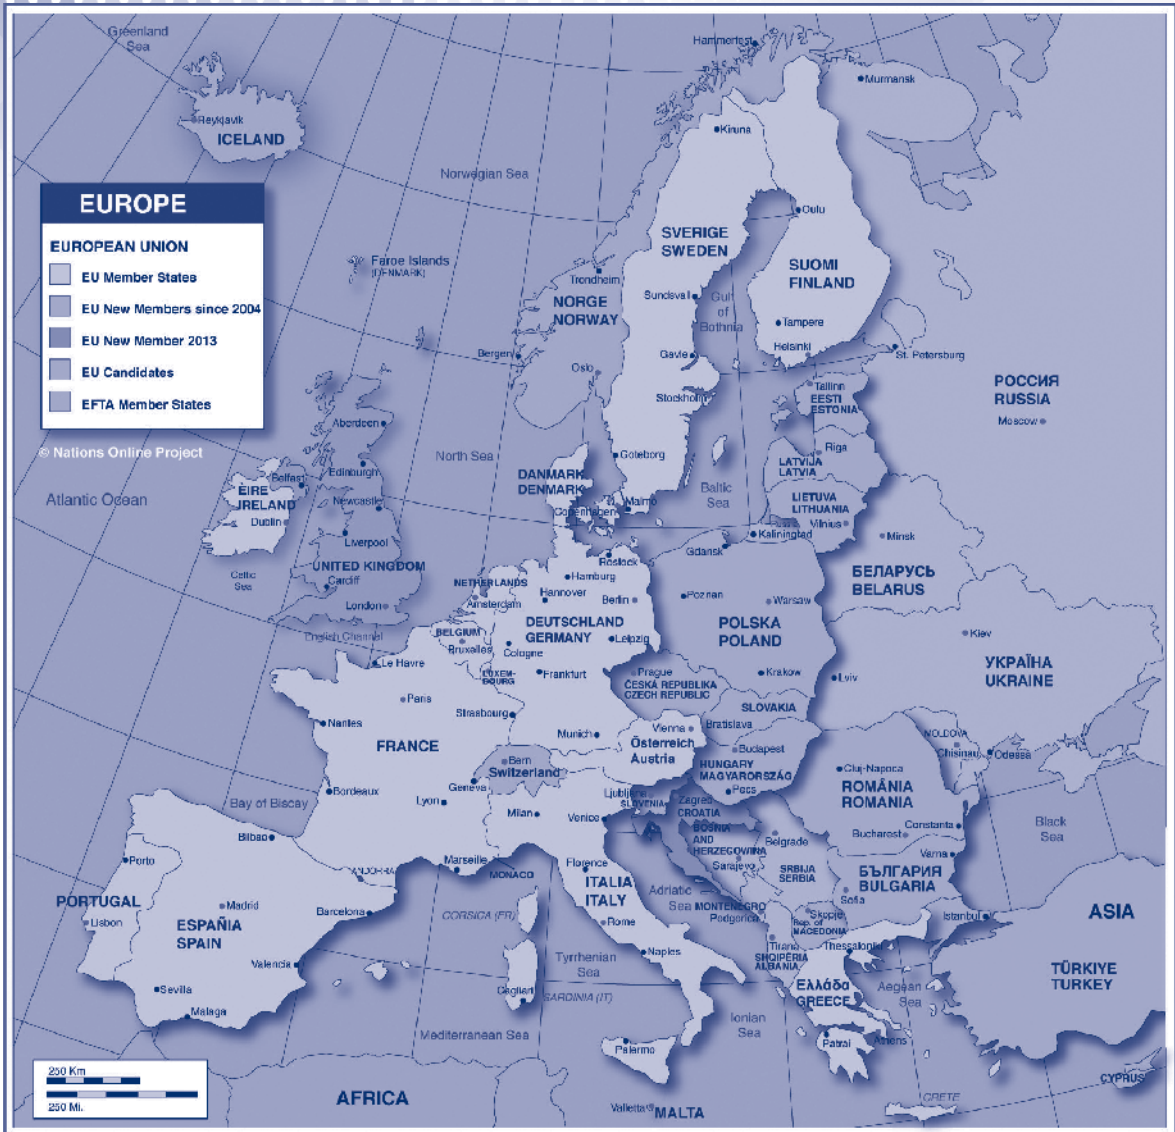 Greenland
Sea
Hammerfest
Murmansk
Reykjavik
ICELAND
Kiruna
Norwegian Sea
EUROPE
EUROPEAN UNION
EU Member States
EU New Members since 2004
EU New Member 2013
EU Candidates
EFTA Member States
© Nations Online Project
Oulu
SVERIGE
SWEDEN
SUOMI
FINLAND
Faroe Islands
(DENMARK)
Trondheim
NORGE
NORWAY
Sundsvall
Gulf
of
Bothnia
Tampere
Helsinki
Bergen
Gavle
St. Petersburg
Oslo
Stockholm
Tallinn
EESTI
ESTONIA
РОССИЯ
RUSSIA
Moscow
Aberdeen
North Sea
Goteborg
Riga
LATVIJA
LATVIA
Edinburgh
Belfast
DANMARK
DENMARK
Baltic
Sea
LIETUVA
LITHUANIA
Vilnius
Atlantic Ocean
ÉIRE
IRELAND
Dublin
Newcastle
Malmo
Copenhagen
Kaliningrad
Minsk
Liverpool
Gdansk
UNITED KINGDOM
Celtic
Sea
Cardiff
London
Rostock
Hamburg
БЕЛАРУСЬ
BELARUS
NETHERLANDS
Amsterdam
Hannover
Berlin
Poznan
Warsaw
DEUTSCHLAND
GERMANY
POLSKA
POLAND
Kiev
English Channel
BELGIUM
Bruxelles
Cologne
Leipzig
Le Havre
LUXEM-
BOURG
Frankfurt
Prague
ČESKÁ REPUBLIKA
CZECH REPUBLIC
Krakow
Lviv
УКРАЇНА
UKRAINE
Paris
Strasbourg
SLOVAKIA
Nantes
Munich
Vienna
Bratislava
MOLDOVA
FRANCE
Österreich
Austria
Budapest
Chisinau
Odessa
Bern
Switzerland
HUNGARY
MAGYARORSZÁG
Cluj-Napoca
Geneva
Bordeaux
Lyon
Pecs
ROMÂNIA
ROMANIA
Bay of Biscay
Ljubljana
SLOVENIA
Zagreb
CROATIA
Milan
Venice
Constanta
Black
Sea
Bilbao
BOSNIA
AND
HERZEGOWINA
Belgrade
Bucharest
Porto
Marseille
Florence
Sarajevo
Varna
ANDORRA
MONACO
SRBIJA
SERBIA
БЪЛГАРИЯ
BULGARIA
PORTUGAL
Lisbon
Madrid
Barcelona
ITALIA
ITALY
Adriatic
Sea
MONTENEGRO
Podgorica
Sofia
CORSICA (FR)
Skopje
Rep. of
MACEDONIA
Istanbul
ASIA
ESPAÑIA
SPAIN
Rome
Tirana
SHQIPËRIA
ALBANIA
Thessaloniki
Valencia
Naples
Tyrrhenian
Sea
Sevilla
Cagliari
SARDINIA (IT)
Ελλάδα
GREECE
Aegean
Sea
TÜRKIYE
TURKEY
Malaga
Mediterranean Sea
Ionian
Sea
Palermo
Patrai
Athens
250 Km
250 Mi.
AFRICA
CYPRUS
CRETE
Valletta
MALTA